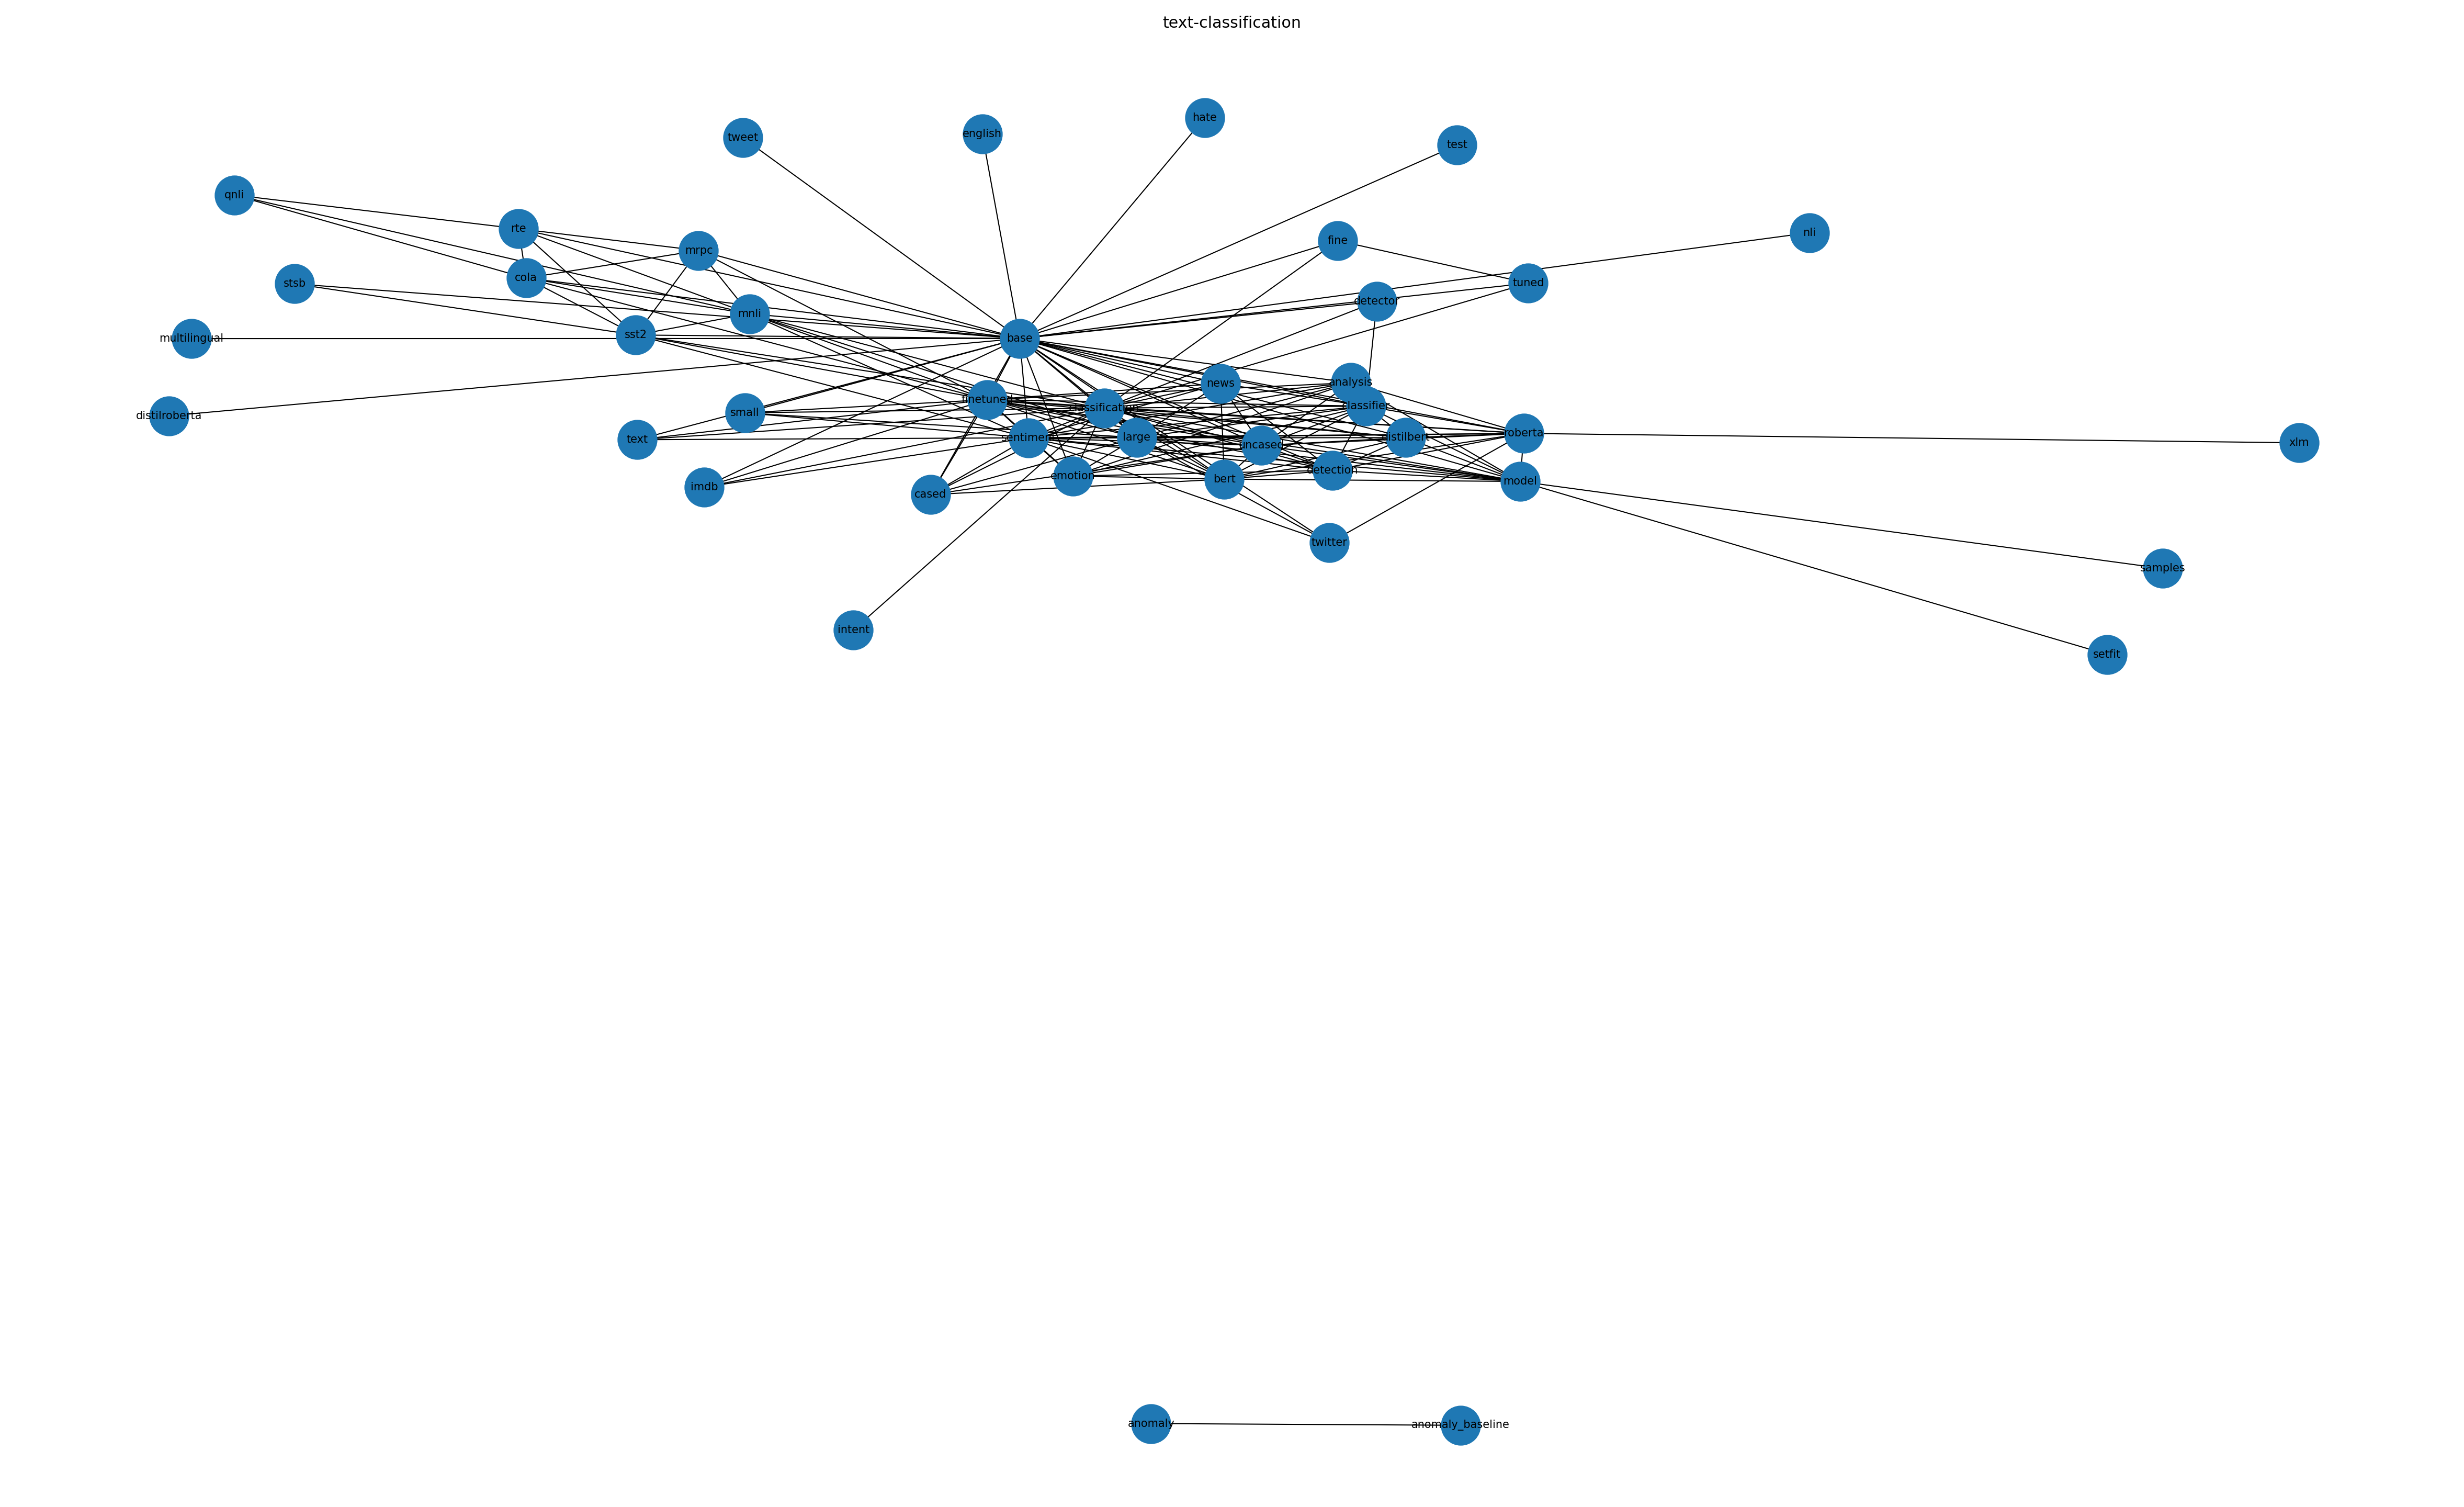 text-classification
hate
english
tweet
test
qnli
rte
nli
fine
mrpc
cola
tuned
stsb
detector
mnli
sst2
multilingual
base
analysis
news
finetuned
classifier
classification
small
distilroberta
roberta
large
distilbert
sentiment
text
xlm
uncased
detection
emotion
bert
model
imdb
cased
twitter
samples
intent
setfit
anomaly
anomaly_baseline